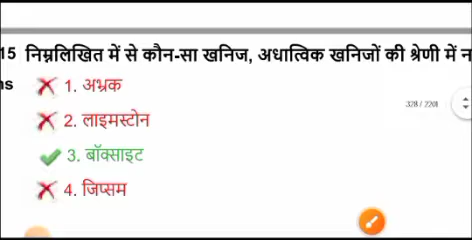 15 निम्नलिखित में से कौन-सा खनिज, अधात्विक खनिजों की श्रेणी में
1. अभ्रक
328 / 2201
2. लाइमस्टोन
3. बॉक्साइट
4. जिप्सम